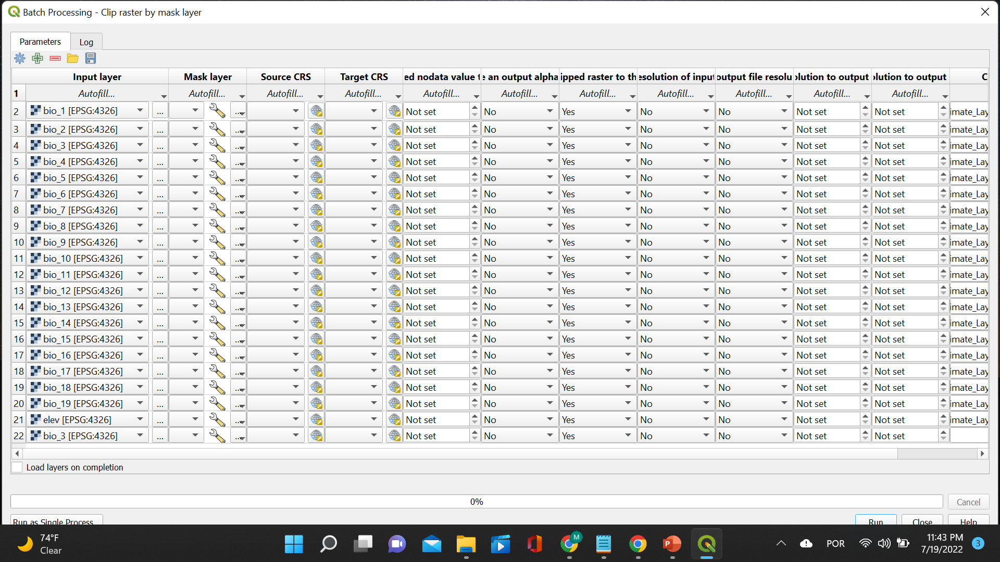 Batch Processing - Clip raster by mask layer
Parameters Log
Input layer Mask layer Source CRS Target CRS ed nodata value t e an output alpha ipped raster to th esolution of input output file resolu olution to output olution to output C
1 Autofill... Autofill... Autofill... Autofill... Autofill... Autofill... Autofill... Autofill... Autofill... Autofill... Autofill...
2 bio_1 [EPSG:4326] ... ... Not set No Yes No No Not set Not set imate_Lay
3 bio_2 [EPSG:4326] ... ... Not set No Yes No No Not set Not set imate_Lay
4 bio_3 [EPSG:4326] ... ... Not set No Yes No No Not set Not set imate_Lay
5 bio_4 [EPSG:4326] ... ... Not set No Yes No No Not set Not set imate_Lay
6 bio_5 [EPSG:4326] ... ... Not set No Yes No No Not set Not set imate_Lay
7 bio_6 [EPSG:4326] ... ... Not set No Yes No No Not set Not set imate_Lay
8 bio_7 [EPSG:4326] ... ... Not set No Yes No No Not set Not set imate_Lay
9 bio_8 [EPSG:4326] ... ... Not set No Yes No No Not set Not set imate_Lay
10 bio_9 [EPSG:4326] ... ... Not set No Yes No No Not set Not set imate_Lay
11 bio_10 [EPSG:4326] ... ... Not set No Yes No No Not set Not set imate_Lay
12 bio_11 [EPSG:4326] ... ... Not set No Yes No No Not set Not set imate_Lay
13 bio_12 [EPSG:4326] ... ... Not set No Yes No No Not set Not set imate_Lay
14 bio_13 [EPSG:4326] ... ... Not set No Yes No No Not set Not set imate_Lay
15 bio_14 [EPSG:4326] ... ... Not set No Yes No No Not set Not set imate_Lay
16 bio_15 [EPSG:4326] ... ... Not set No Yes No No Not set Not set imate_Lay
17 bio_16 [EPSG:4326] ... ... Not set No Yes No No Not set Not set imate_Lay
18 bio_17 [EPSG:4326] ... ... Not set No Yes No No Not set Not set imate_Lay
19 bio_18 [EPSG:4326] ... ... Not set No Yes No No Not set Not set imate_Lay
20 bio_19 [EPSG:4326] ... ... Not set No Yes No No Not set Not set imate_Lay
21 elev [EPSG:4326] ... ... Not set No Yes No No Not set Not set imate_Lay
22 bio_3 [EPSG:4326] ... ... Not set No Yes No No Not set Not set
Load layers on completion
0% Cancel
Run as Single Process Run Close Help
74°F
Clear
M
P
POR
11:43 PM
7/19/2022
3